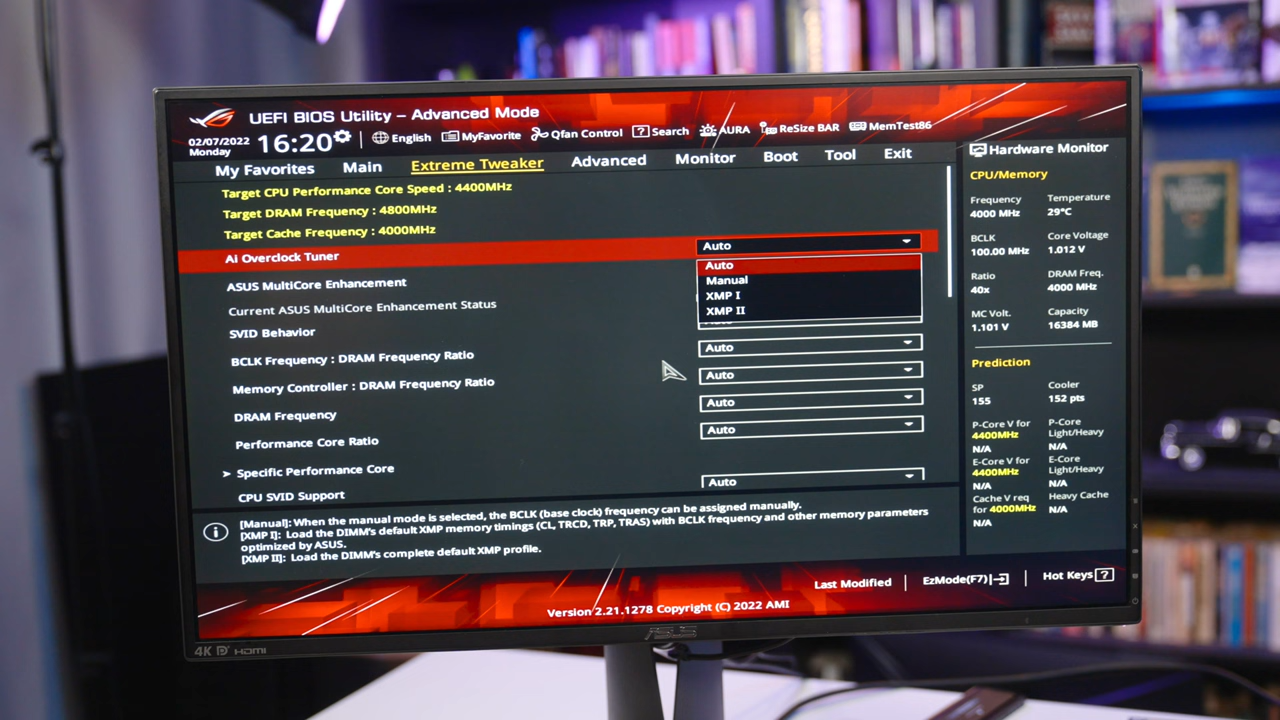 UEFI BIOS Utility – Advanced Mode
02/07/2022
Monday
16:20
English
MyFavorite
Qfan Control
? Search
AURA
ReSize BAR
MemTest86
My Favorites
Main
Extreme Tweaker
Advanced
Monitor
Boot
Tool
Exit
Target CPU Performance Core Speed : 4400MHz
Target DRAM Frequency : 4800MHz
Target Cache Frequency : 4000MHz
Ai Overclock Tuner
Auto
Auto
Manual
XMP I
XMP II
ASUS MultiCore Enhancement
Current ASUS MultiCore Enhancement Status
SVID Behavior
BCLK Frequency : DRAM Frequency Ratio
Auto
Memory Controller : DRAM Frequency Ratio
Auto
DRAM Frequency
Auto
Performance Core Ratio
Auto
> Specific Performance Core
CPU SVID Support
Auto
[Manual]: When the manual mode is selected, the BCLK (base clock) frequency can be assigned manually.
[XMP I]: Load the DIMM's default XMP memory timings (CL, TRCD, TRP, TRAS) with BCLK frequency and other memory parameters
optimized by ASUS.
[XMP II]: Load the DIMM's complete default XMP profile.
Hardware Monitor
CPU/Memory
Frequency
4000 MHz
Temperature
29°C
BCLK
100.00 MHz
Core Voltage
1.012 V
Ratio
40x
DRAM Freq.
4000 MHz
MC Volt.
1.101 V
Capacity
16384 MB
Prediction
SP
155
Cooler
152 pts
P-Core V for
4400MHz
N/A
P-Core
Light/Heavy
N/A
E-Core V for
4400MHz
N/A
E-Core
Light/Heavy
N/A
Cache V req
for 4000MHz
N/A
Heavy Cache
N/A
Last Modified
EzMode(F7)
Hot Keys ?
Version 2.21.1278 Copyright (C) 2022 AMI
ASUS
4K DP HDMI